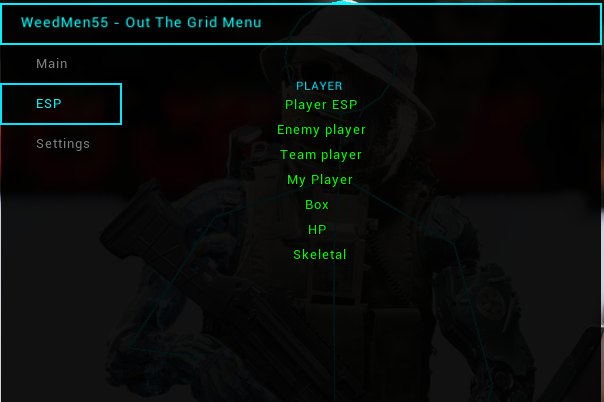 WeedMen55 - Out The Grid Menu
Main
ESP
Settings
PLAYER
Player ESP
Enemy player
Team player
My Player
Box
HP
Skeletal